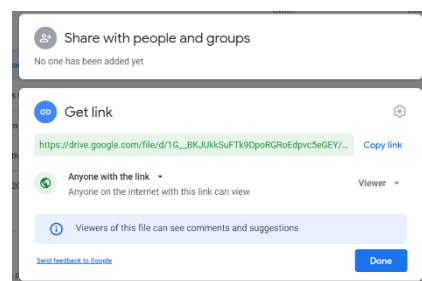 Share with people and groups
No one has been added yet
Get link
https://drive.google.com/file/d/1G__BKJUkkSuFTk9DpoRGRoEdpvc5eGEY/...
Copy link
Anyone with the link
Anyone on the internet with this link can view
Viewer
Viewers of this file can see comments and suggestions
Send feedback to Google
Done